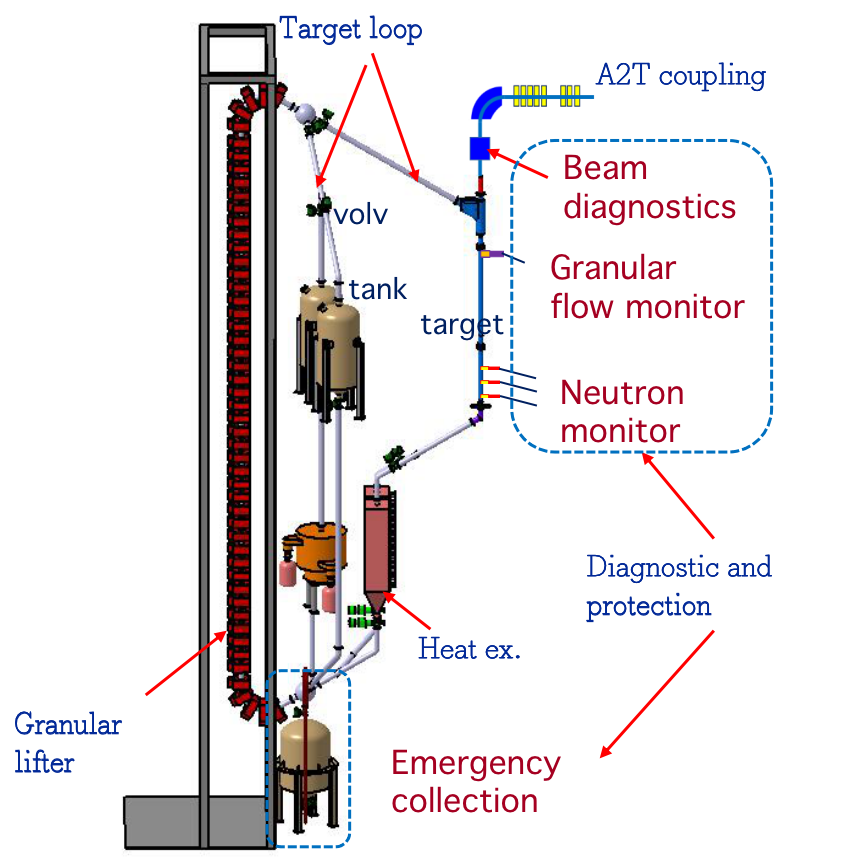 Target loop
A2T coupling
Beam
diagnostics
volv
Granular
flow monitor
tank
target
Neutron
monitor
Diagnostic and
protection
Heat ex.
Granular
lifter
Emergency
collection